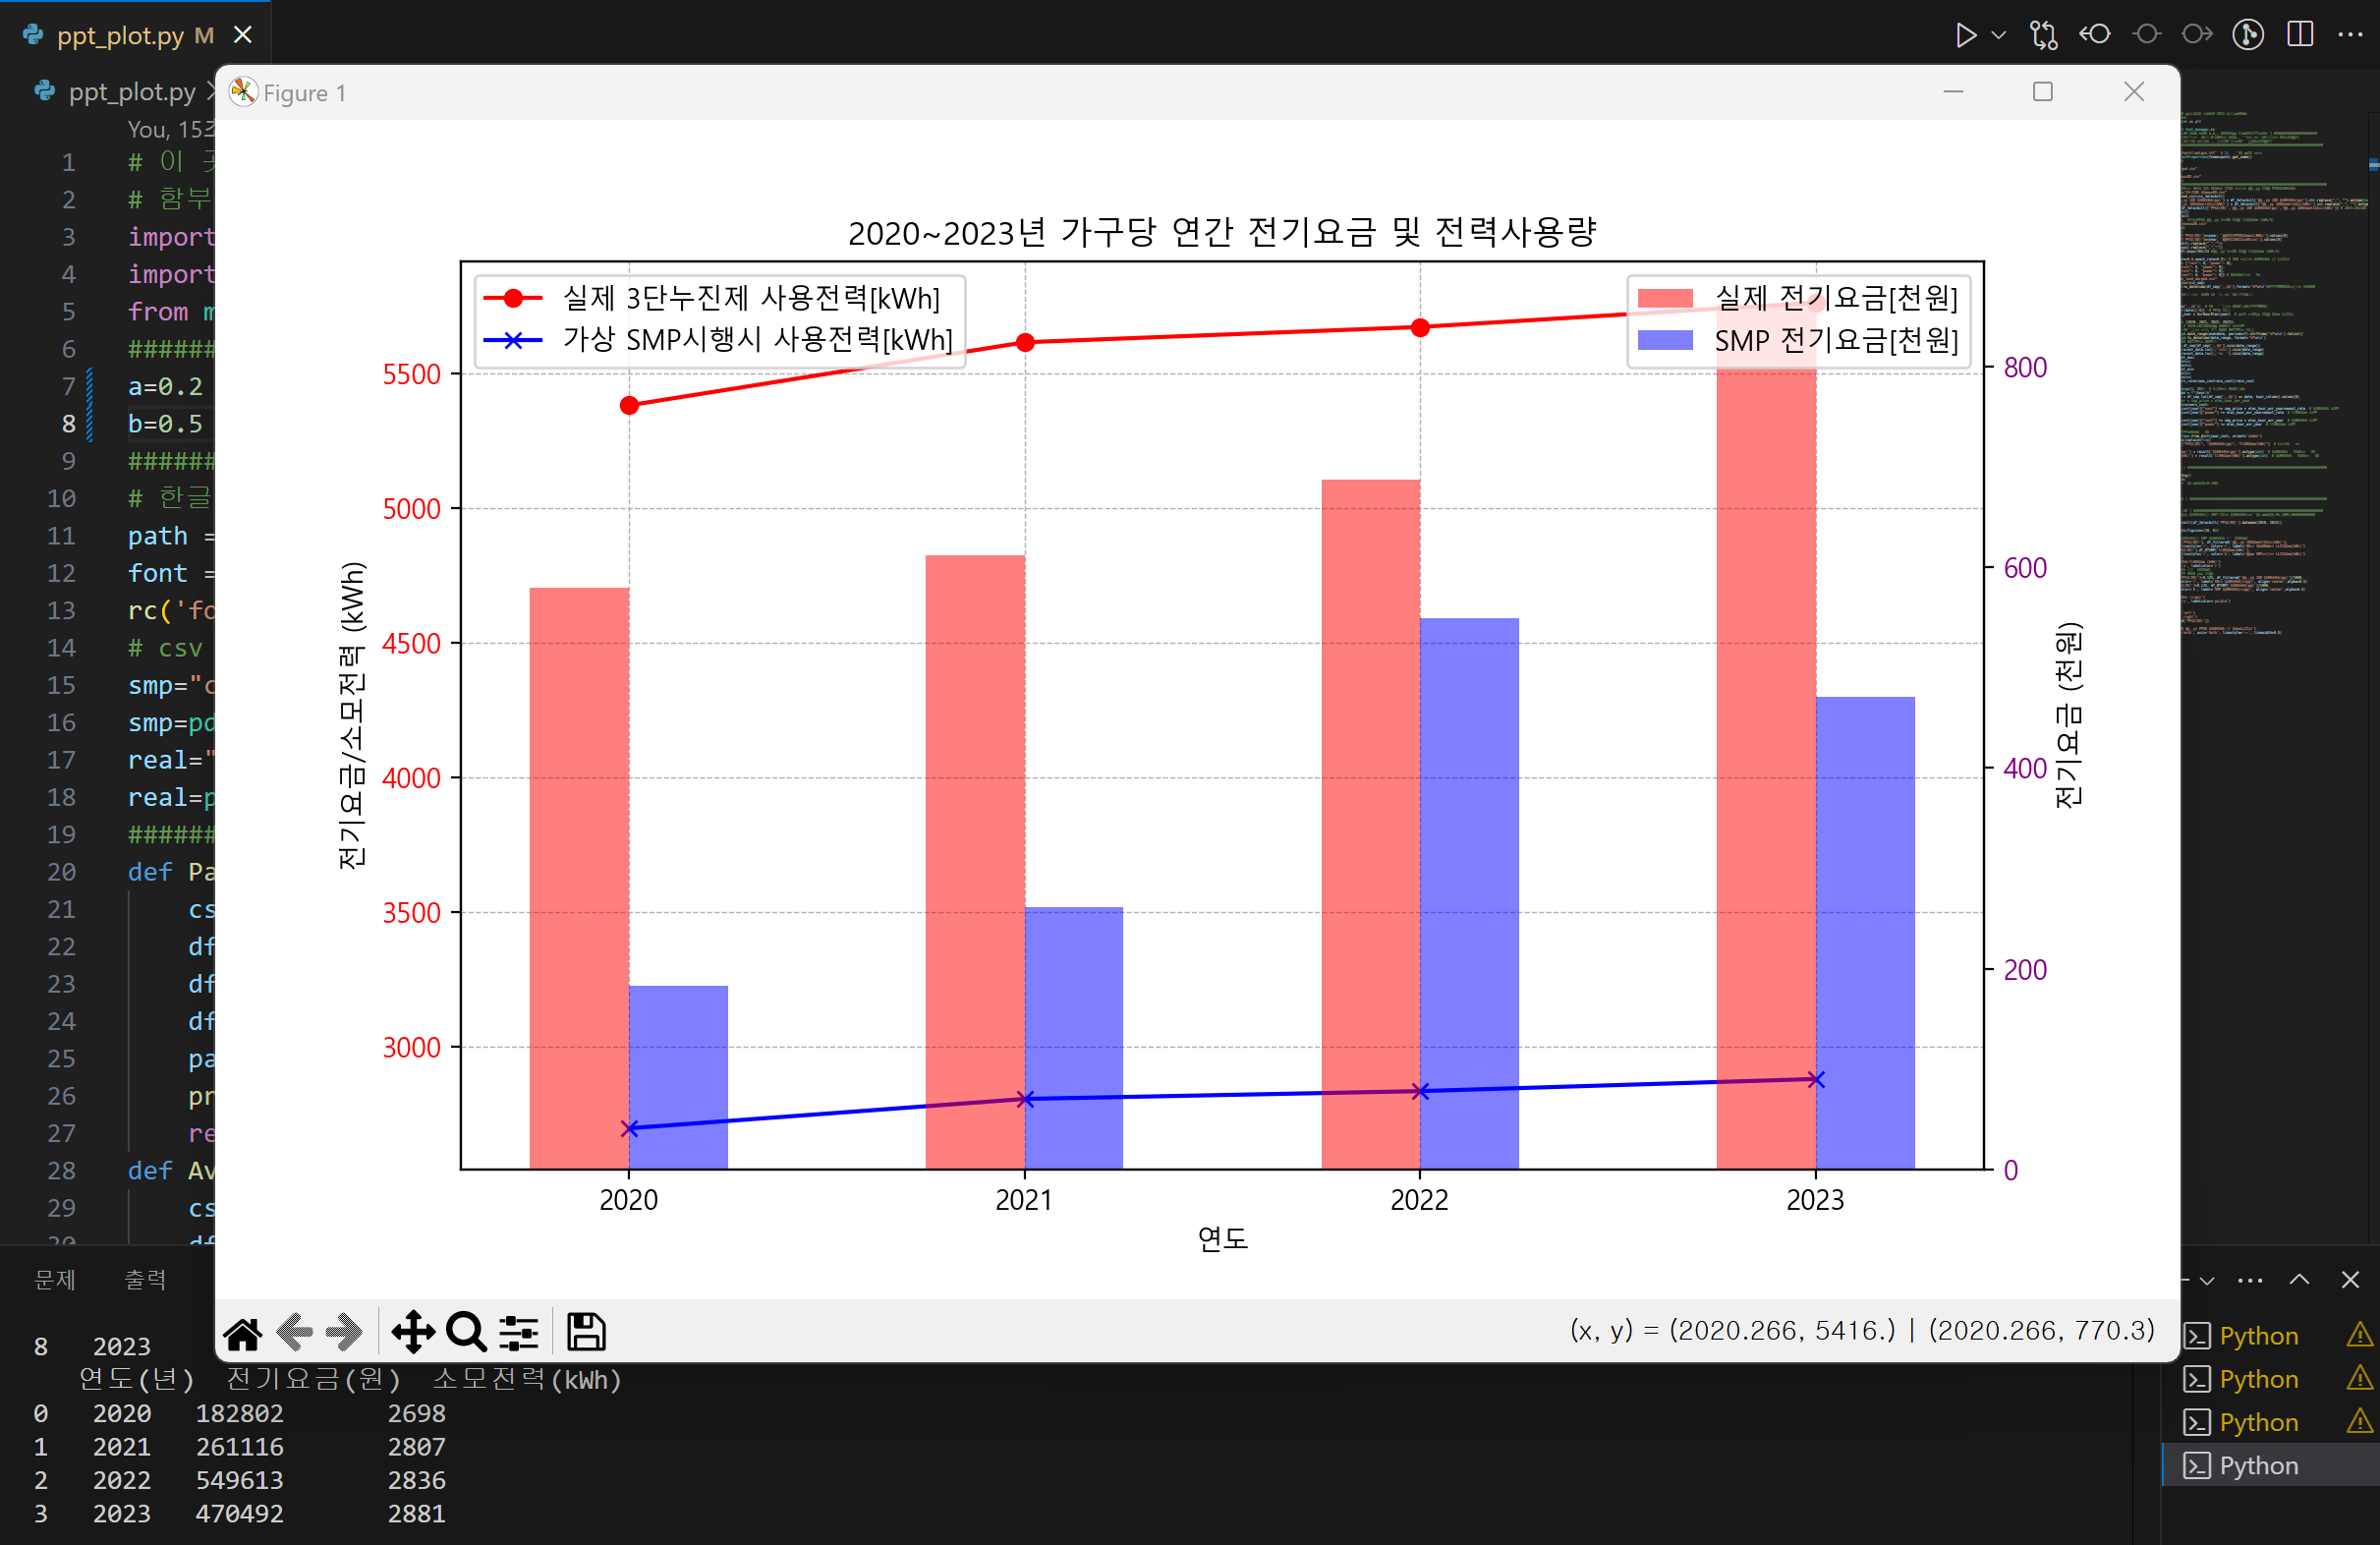 ppt_plot.py M
ppt_plot.py
Figure 1
You, 15
1 # 이
2 # 함부
3 import
4 import
5 from m
6 #######
7 a=0.2
8 b=0.5
9 #######
10 # 한글
11 path =
12 font =
13 rc('fo
14 # csv
15 smp="c
16 smp=pd
17 real="
18 real=p
19 #######
20 def Pa
21 cs
22 df
23 df
24 df
25 pa
26 pr
27 re
28 def Av
29 cs
30 df
2020~2023년 가구당 연간 전기요금 및 전력사용량
실제 3단누진제 사용전력[kWh]
가상 SMP시행시 사용전력[kWh]
실제 전기요금[천원]
SMP 전기요금[천원]
전기요금/소모전력 (kWh)
5500
5000
4500
4000
3500
3000
800
600
400
200
0
전기요금 (천원)
2020 2021 2022 2023
연도
(x, y) = (2020.266, 5416.) | (2020.266, 770.3)
문제 출력
8 2023
연도(년) 전기요금(원) 소모전력(kWh)
0 2020 182802 2698
1 2021 261116 2807
2 2022 549613 2836
3 2023 470492 2881
Python
Python
Python
Python